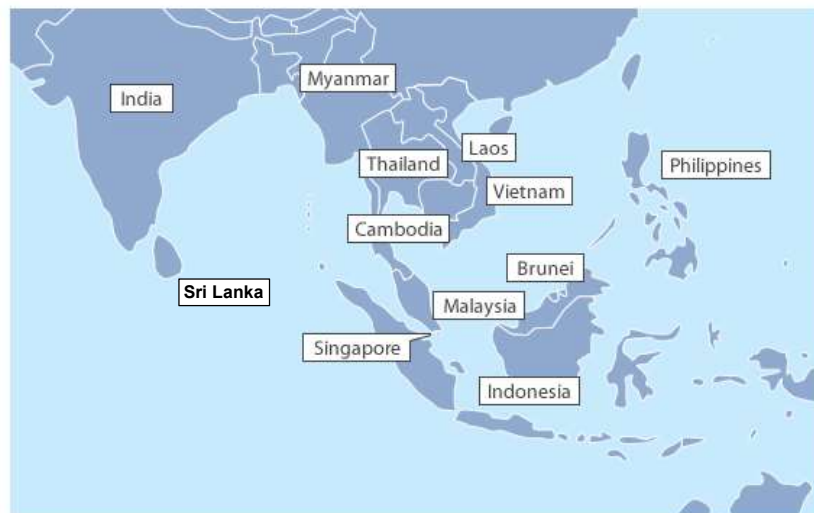 Myanmar
India
Laos
Thailand
Philippines
Vietnam
Cambodia
Brunei
Sri Lanka
Malaysia
Singapore
Indonesia